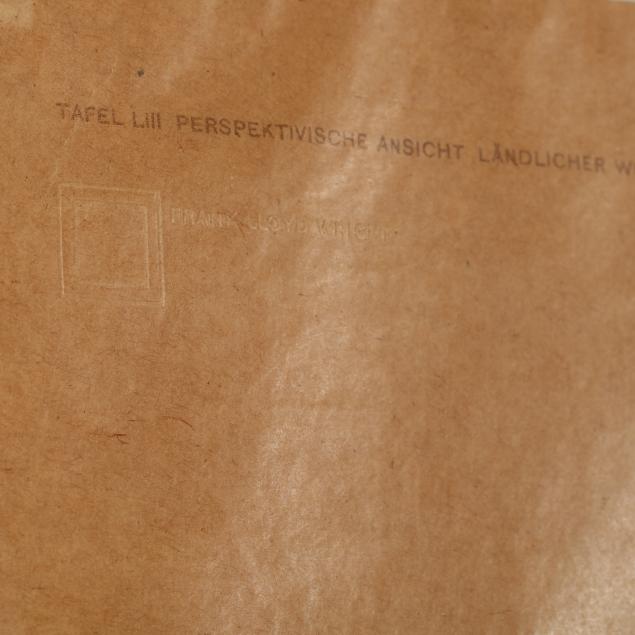 TAFEL LIII PERSPEKTIVISCHE ANSICHT LÄNDLICHER W
FRANK LLOYD WRIGHT